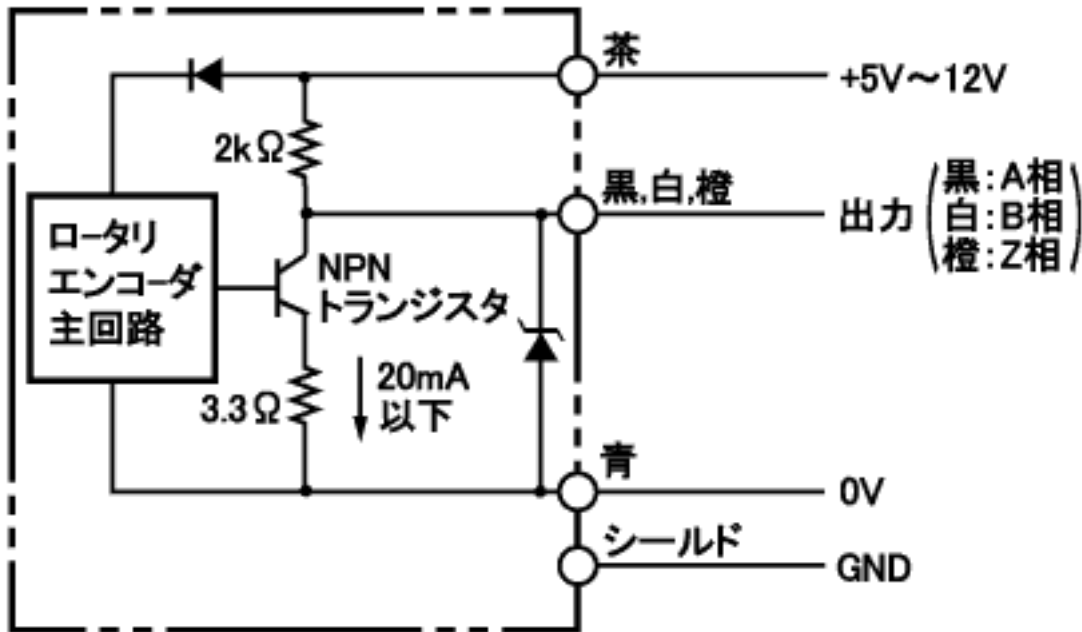 茶
+5V～12V
2kΩ
黒,白,橙
出力
黒:A相
白:B相
橙:Z相
ロータリ
エンコーダ
主回路
NPN
トランジスタ
20mA
以下
3.3Ω
青
0V
シールド
GND